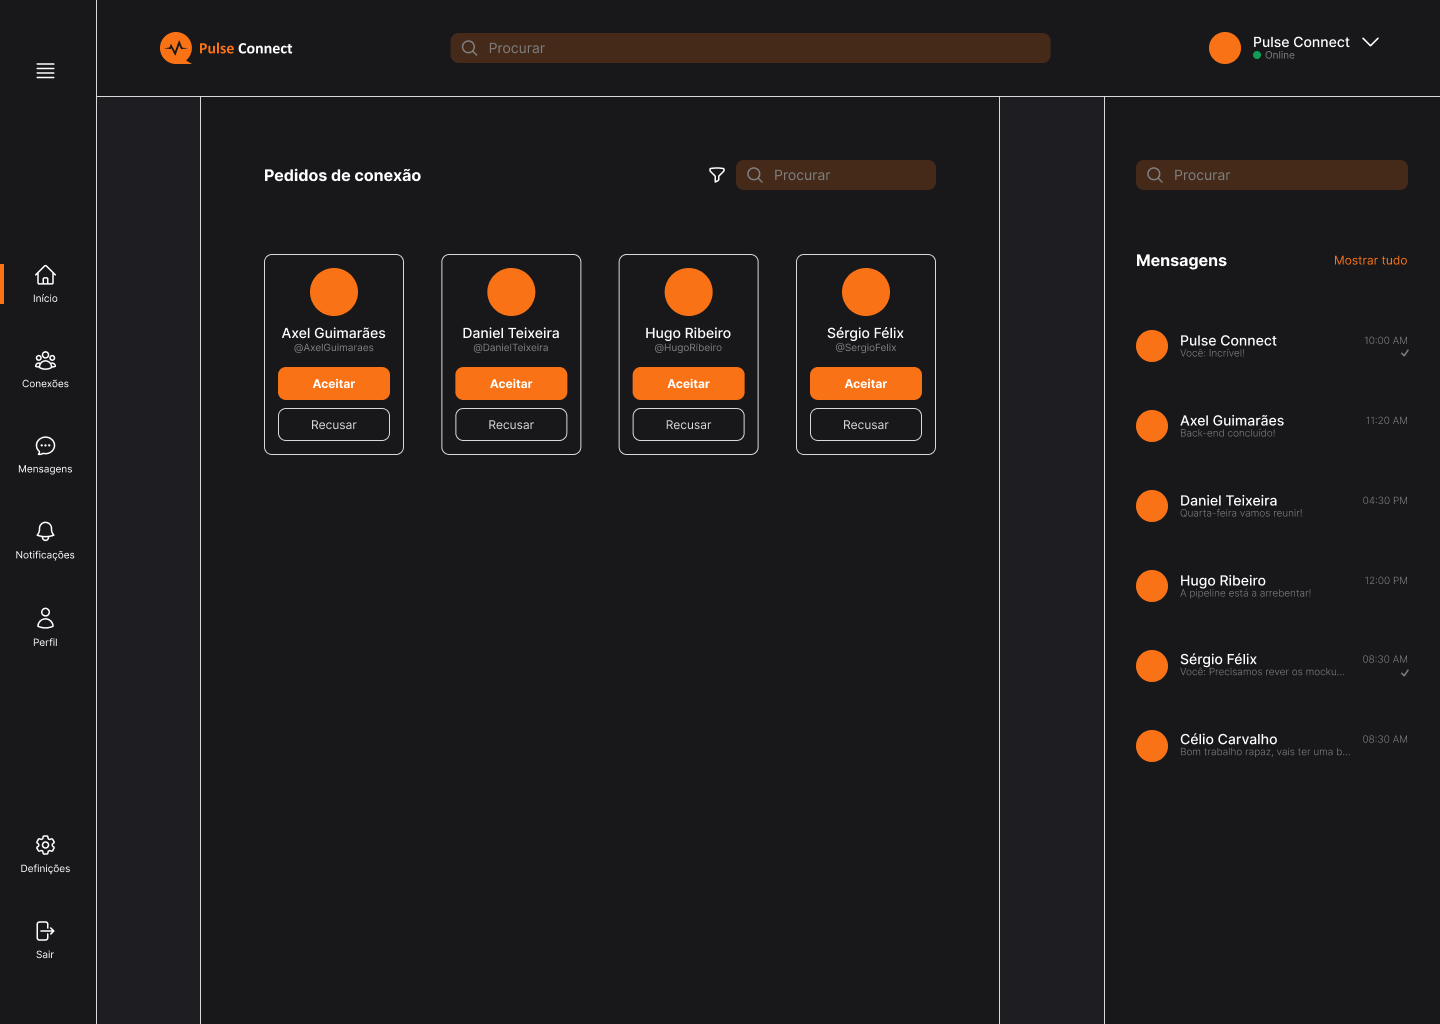 Pulse Connect
Procurar
Pulse Connect
Online
Início
Conexões
Mensagens
Notificações
Perfil
Definições
Sair
Pedidos de conexão
Procurar
Axel Guimarães
@AxelGuimaraes
Aceitar
Recusar
Daniel Teixeira
@DanielTeixeira
Aceitar
Recusar
Hugo Ribeiro
@HugoRibeiro
Aceitar
Recusar
Sérgio Félix
@SergioFelix
Aceitar
Recusar
Procurar
Mensagens
Mostrar tudo
Pulse Connect
10:00 AM
Você: Incrível!
Axel Guimarães
11:20 AM
Back-end concluído!
Daniel Teixeira
04:30 PM
Quarta-feira vamos reunir!
Hugo Ribeiro
12:00 PM
A pipeline está a arrebentar!
Sérgio Félix
08:30 AM
Você: Precisamos rever os mocku...
Célio Carvalho
08:30 AM
Bom trabalho rapaz, vais ter uma b...